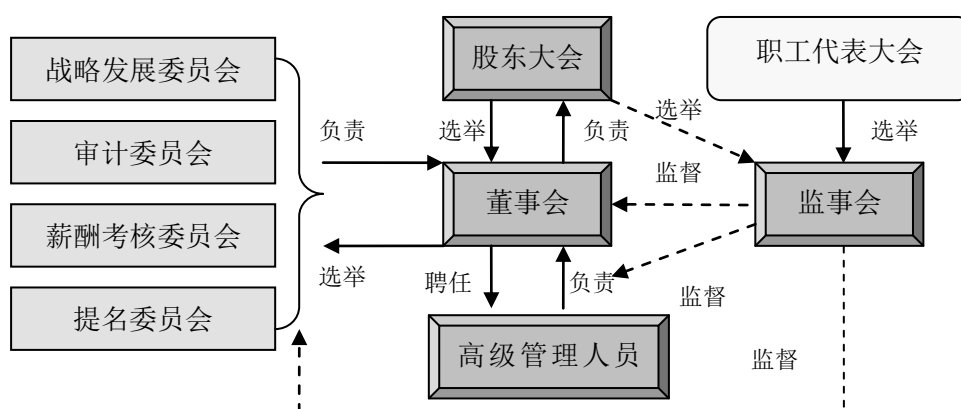 股东大会
职工代表大会
战略发展委员会
选举
负责
选举
负责
选举
审计委员会
监督
董事会
监事会
薪酬考核委员会
选举
聘任
负责
监督
提名委员会
高级管理人员
监督